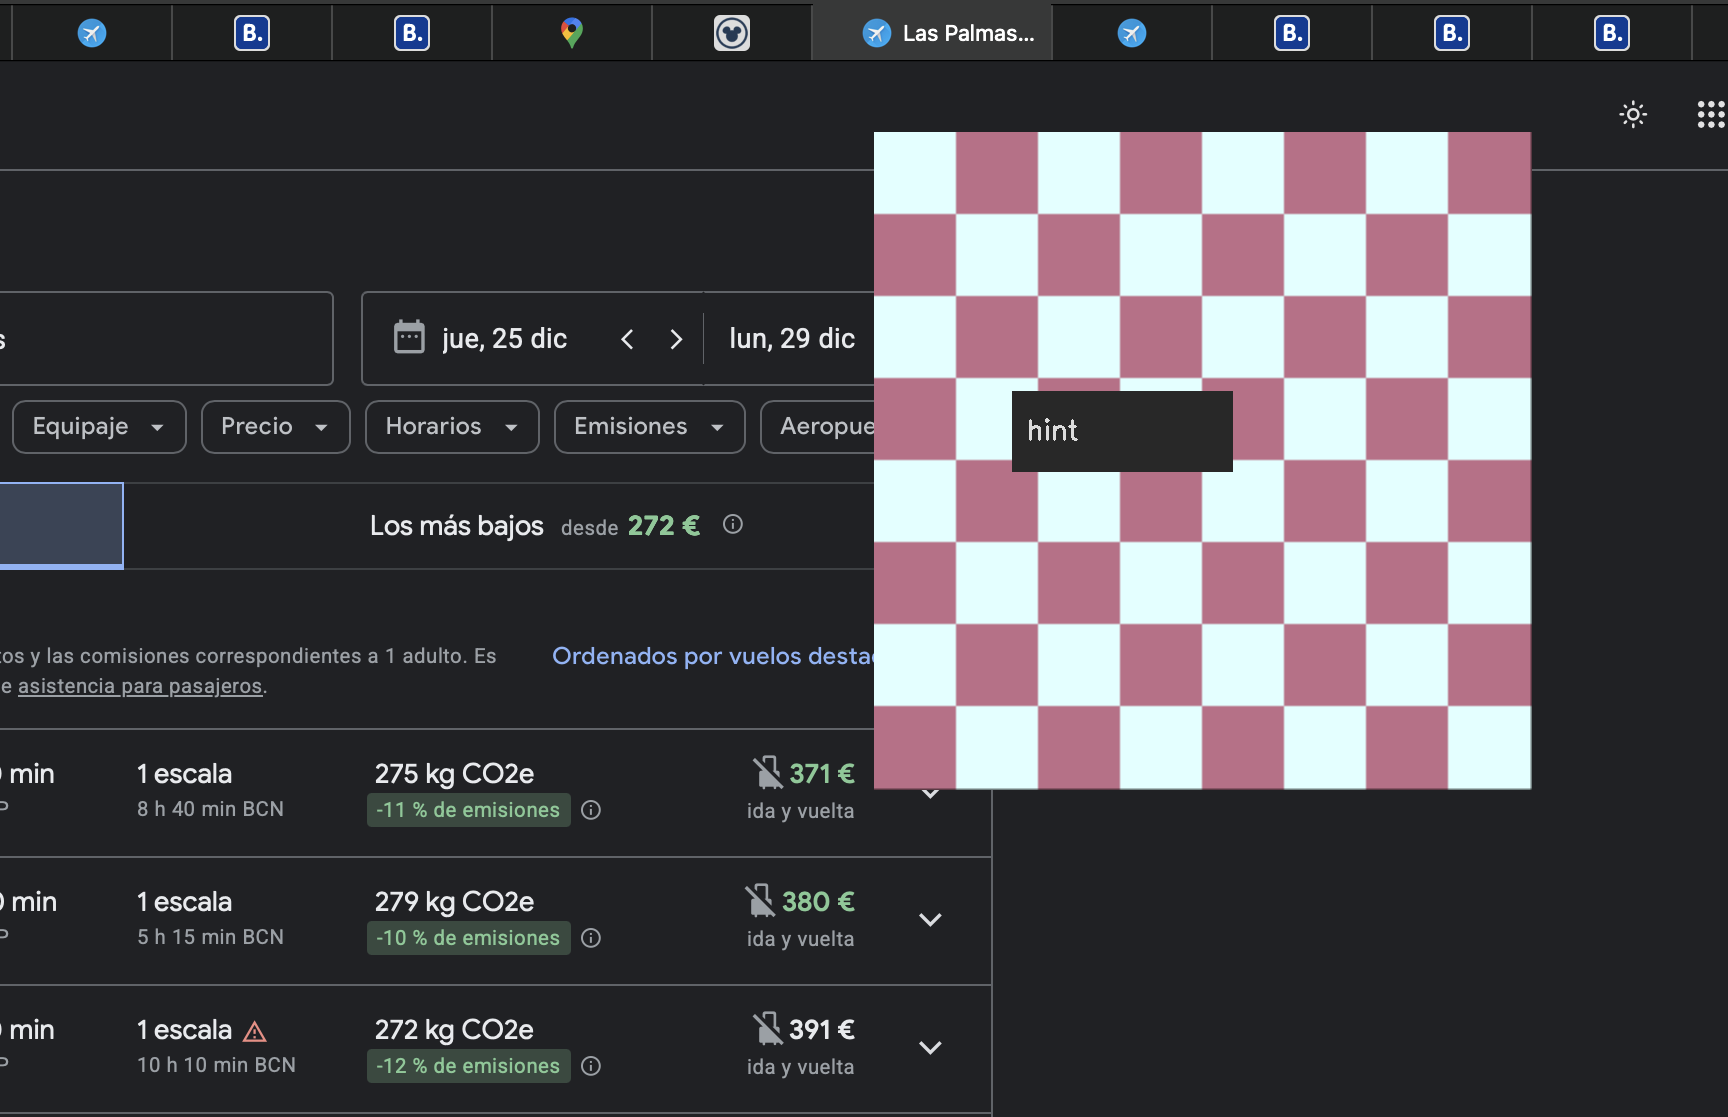 B.
B.
Las Palmas...
B.
B.
B.
s
jue, 25 dic
lun, 29 dic
Equipaje
Precio
Horarios
Emisiones
Aeropue
hint
Los más bajos desde 272 €
tos y las comisiones correspondientes a 1 adulto. Es
e asistencia para pasajeros.
Ordenados por vuelos desta
0 min
1 escala
275 kg CO2e
371 €
P
8 h 40 min BCN
-11 % de emisiones
ida y vuelta
0 min
1 escala
279 kg CO2e
380 €
P
5 h 15 min BCN
-10 % de emisiones
ida y vuelta
0 min
1 escala
272 kg CO2e
391 €
P
10 h 10 min BCN
-12 % de emisiones
ida y vuelta